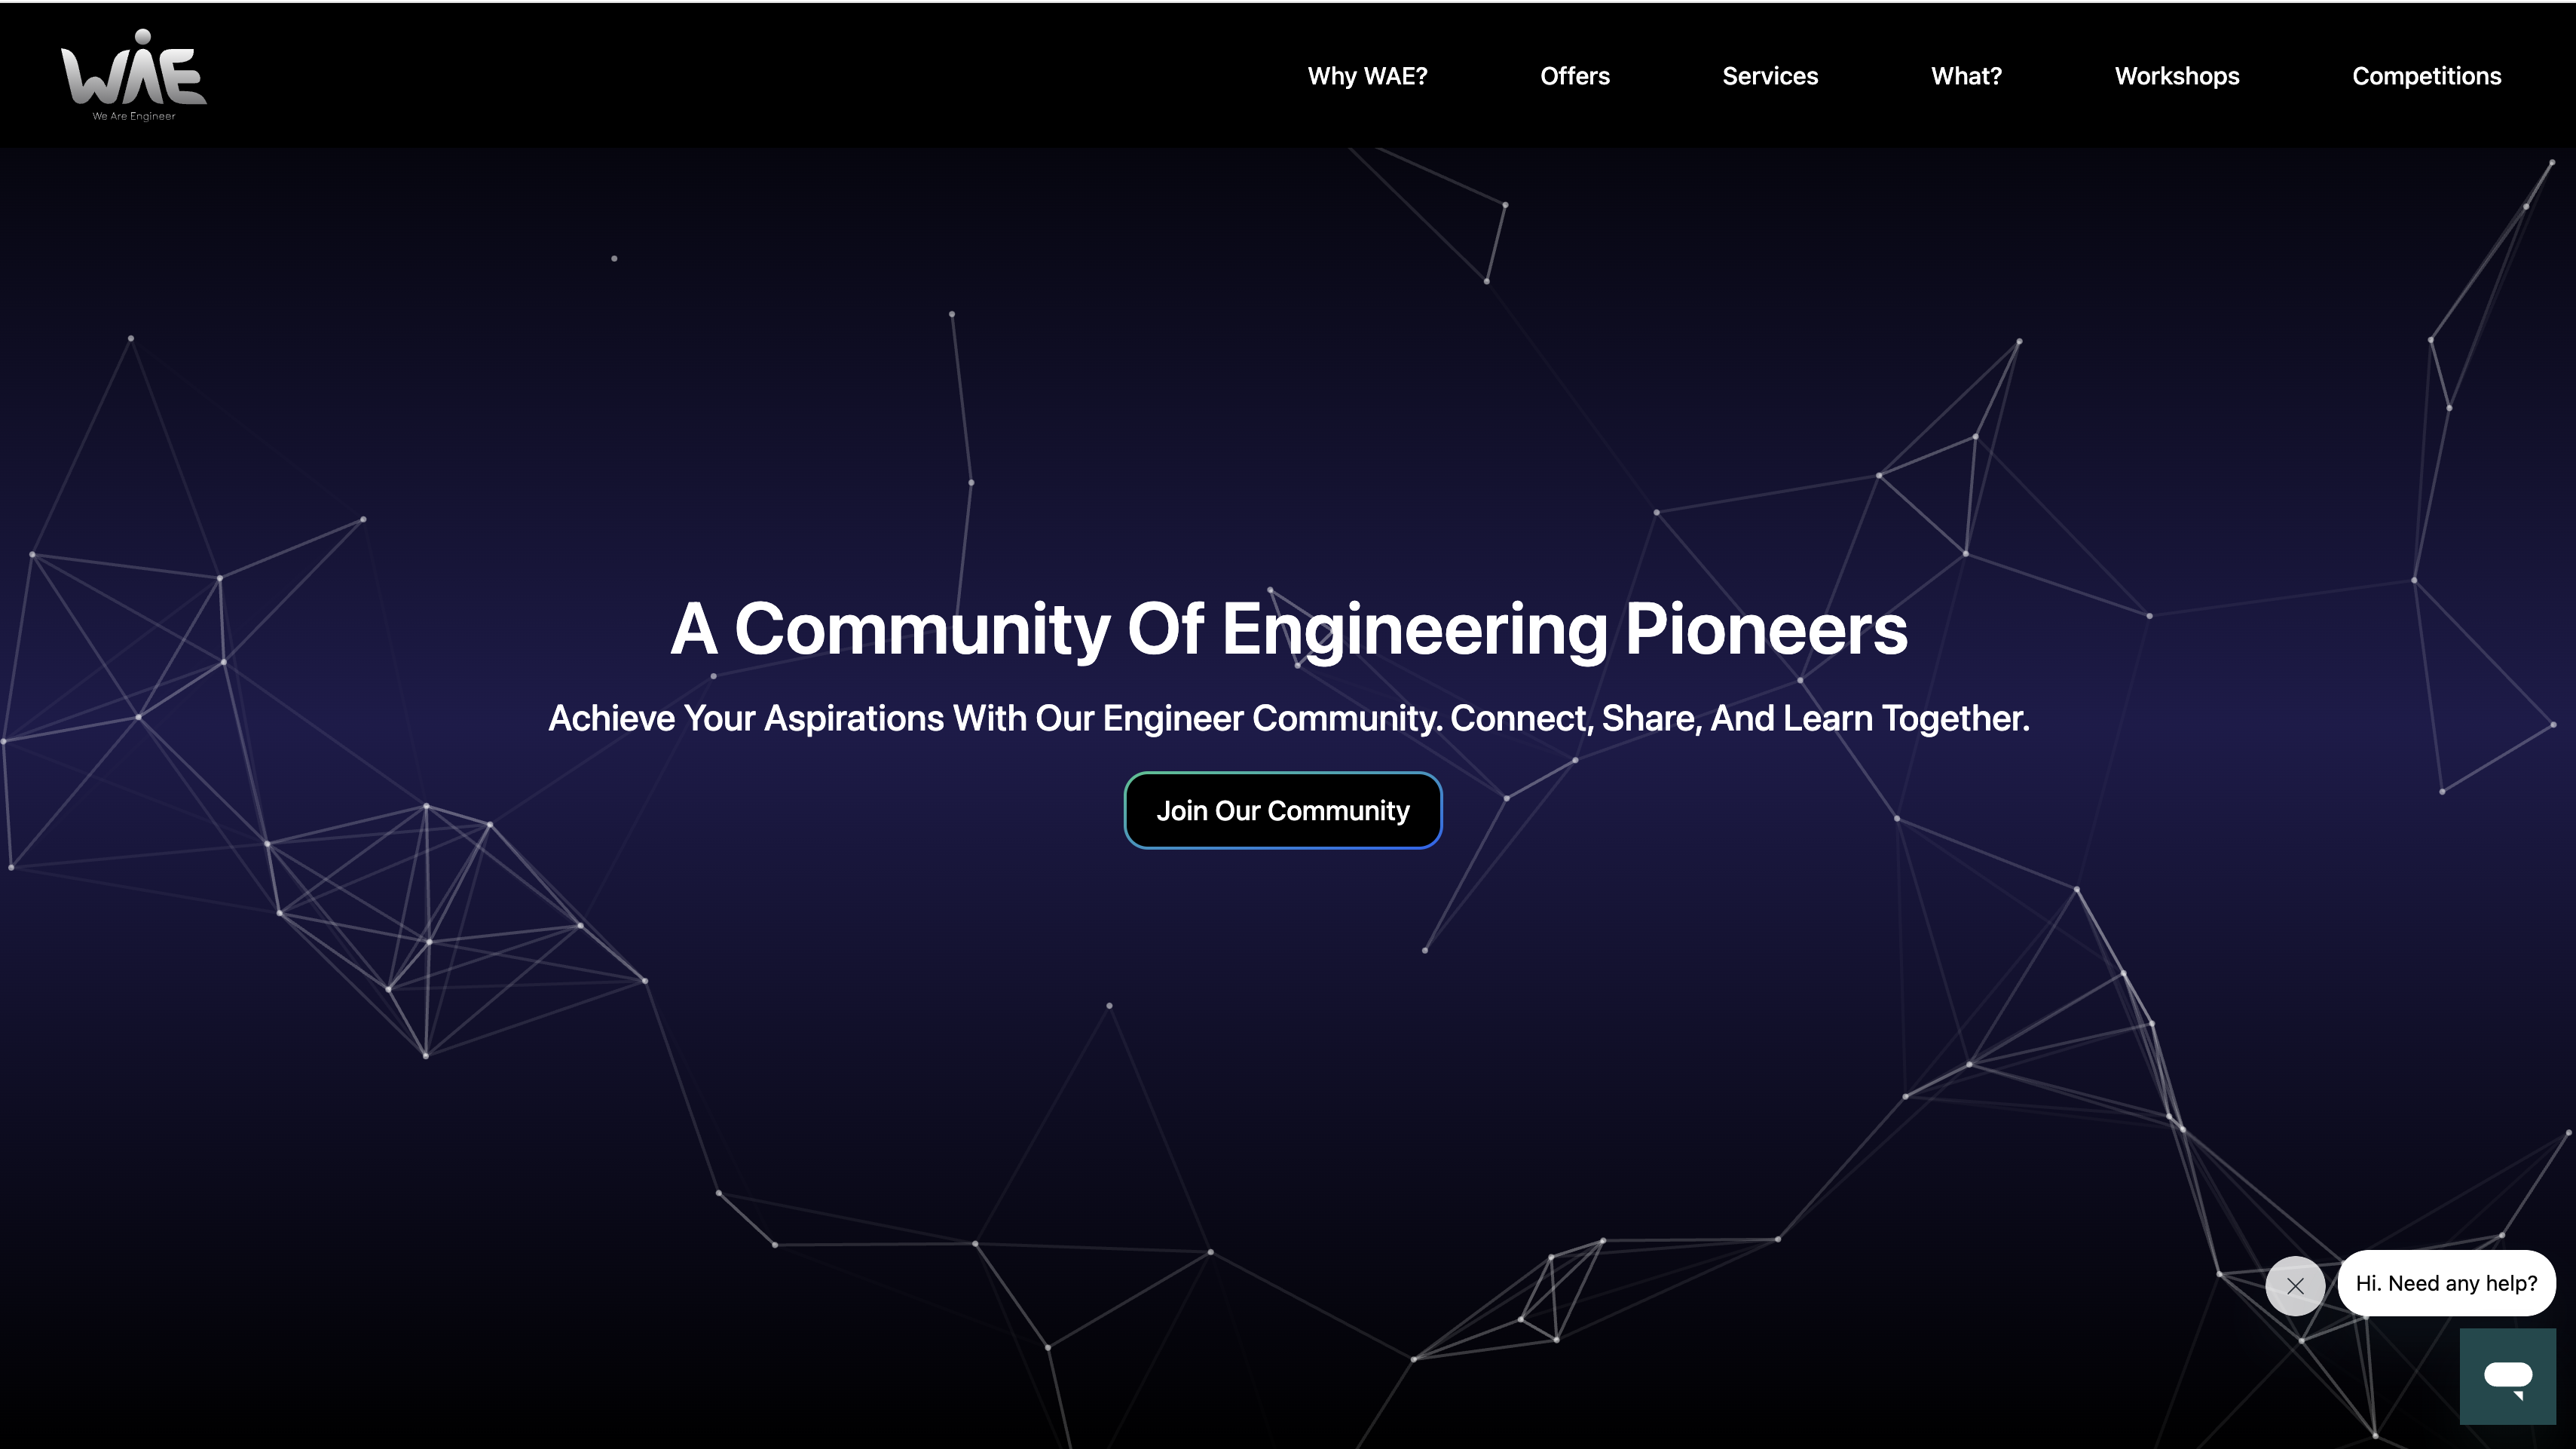 WAE
We Are Engineer
Why WAE?
Offers
Services
What?
Workshops
Competitions
A Community Of Engineering Pioneers
Achieve Your Aspirations With Our Engineer Community. Connect, Share, And Learn Together.
Join Our Community
Hi. Need any help?